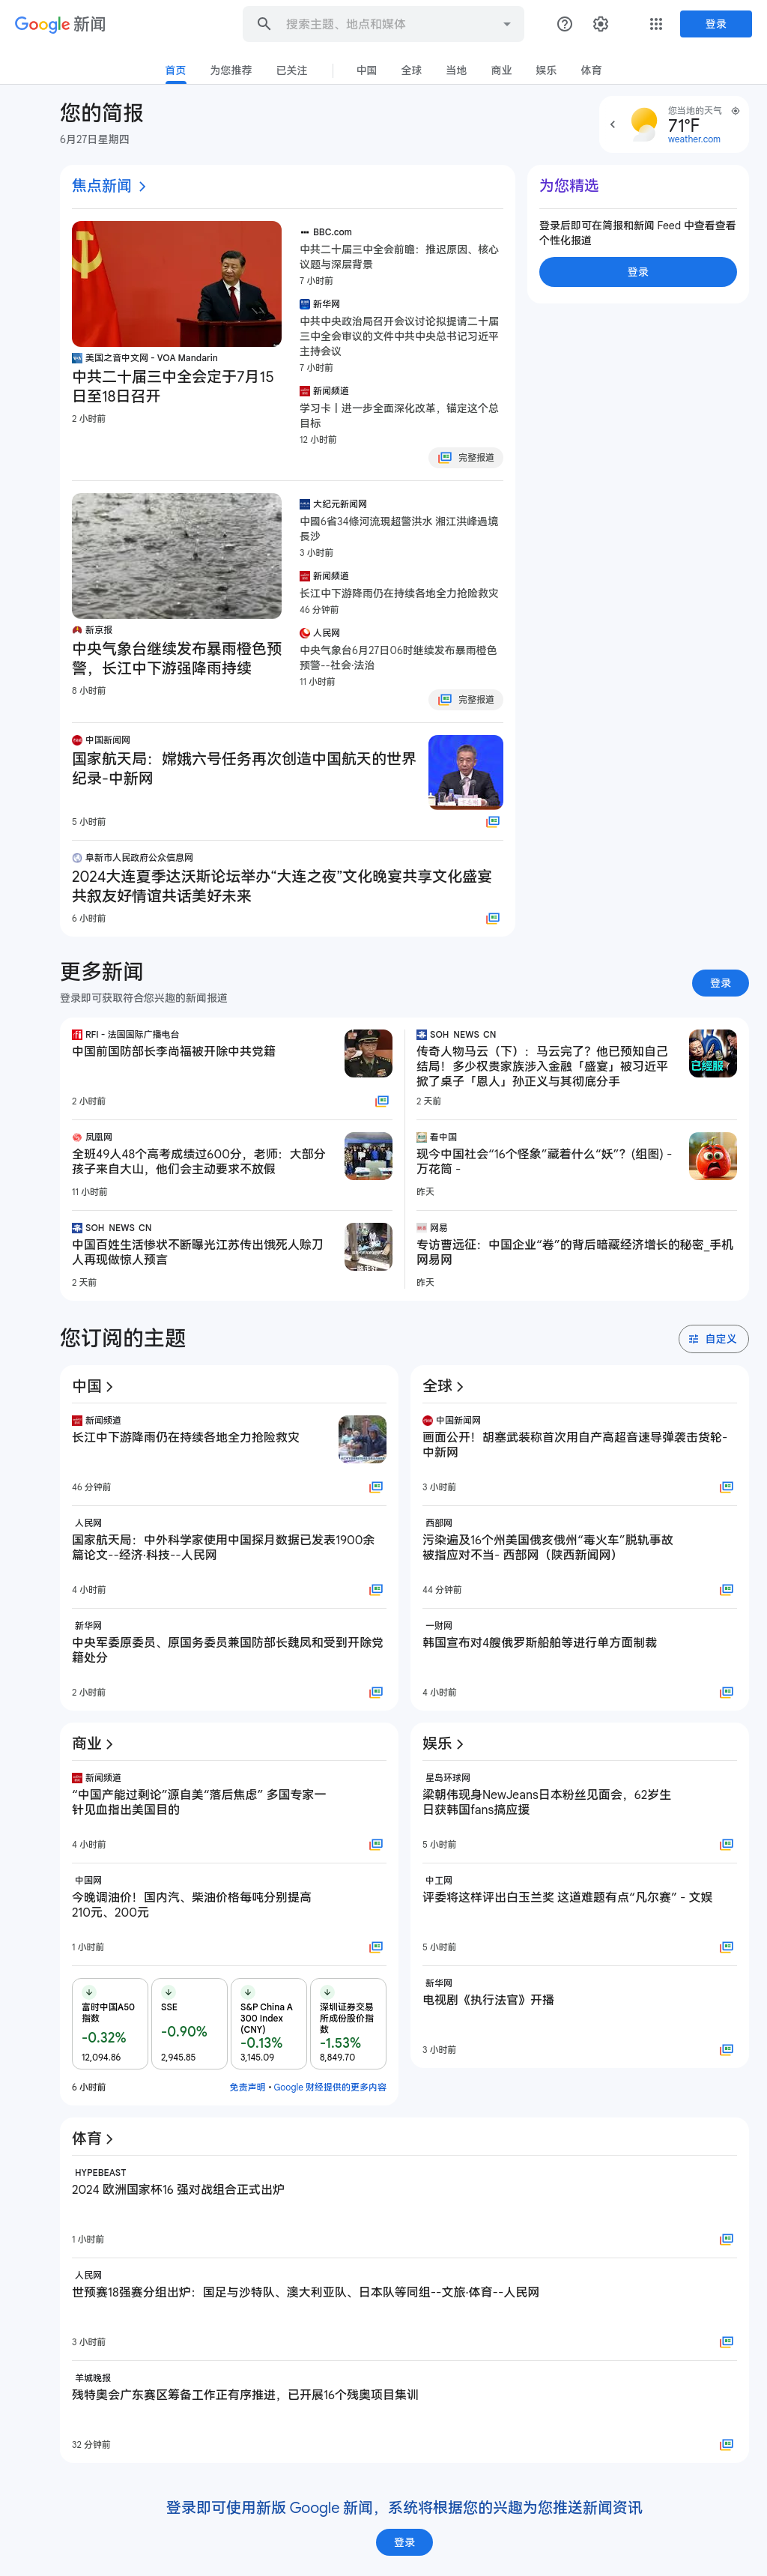 Google 新闻
搜索主题、地点和媒体
登录
首页 为您推荐 已关注 中国 全球 当地 商业 娱乐 体育
您的简报
6月27日星期四
您当地的天气
71°F
weather.com
焦点新闻
美国之音中文网 - VOA Mandarin
中共二十届三中全会定于7月15
日至18日召开
2 小时前
BBC.com
中共二十届三中全会前瞻：推迟原因、核心
议题与深层背景
7 小时前
新华网
中共中央政治局召开会议讨论拟提请二十届
三中全会审议的文件中共中央总书记习近平
主持会议
7 小时前
新闻频道
学习卡丨进一步全面深化改革，锚定这个总
目标
12 小时前
完整报道
为您精选
登录后即可在简报和新闻 Feed 中查看查看
个性化报道
登录
新京报
中央气象台继续发布暴雨橙色预
警，长江中下游强降雨持续
8 小时前
大纪元新闻网
中國6省34條河流現超警洪水 湘江洪峰過境
長沙
3 小时前
新闻频道
长江中下游降雨仍在持续各地全力抢险救灾
46 分钟前
人民网
中央气象台6月27日06时继续发布暴雨橙色
预警--社会·法治
11 小时前
完整报道
中国新闻网
国家航天局：嫦娥六号任务再次创造中国航天的世界
纪录-中新网
5 小时前
阜新市人民政府公众信息网
2024大连夏季达沃斯论坛举办“大连之夜”文化晚宴共享文化盛宴
共叙友好情谊共话美好未来
6 小时前
更多新闻
登录即可获取符合您兴趣的新闻报道
登录
RFI - 法国国际广播电台
中国前国防部长李尚福被开除中共党籍
2 小时前
SOH_NEWS_CN
传奇人物马云（下）：马云完了？他已预知自己
结局！多少权贵家族涉入金融「盛宴」被习近平
掀了桌子「恩人」孙正义与其彻底分手
2 天前
已經服
凤凰网
全班49人48个高考成绩过600分，老师：大部分
孩子来自大山，他们会主动要求不放假
11 小时前
看中国
现今中国社会“16个怪象”藏着什么“妖”？(组图) -
万花筒 -
昨天
SOH_NEWS_CN
中国百姓生活惨状不断曝光江苏传出饿死人赊刀
人再现做惊人预言
2 天前
网易
专访曹远征：中国企业“卷”的背后暗藏经济增长的秘密_手机
网易网
昨天
您订阅的主题
自定义
中国
新闻频道
长江中下游降雨仍在持续各地全力抢险救灾
46 分钟前
人民网
国家航天局：中外科学家使用中国探月数据已发表1900余
篇论文--经济·科技--人民网
4 小时前
新华网
中央军委原委员、原国务委员兼国防部长魏凤和受到开除党
籍处分
2 小时前
全球
中国新闻网
画面公开！胡塞武装称首次用自产高超音速导弹袭击货轮-
中新网
3 小时前
西部网
污染遍及16个州美国俄亥俄州“毒火车”脱轨事故
被指应对不当- 西部网（陕西新闻网）
44 分钟前
一财网
韩国宣布对4艘俄罗斯船舶等进行单方面制裁
4 小时前
商业
新闻频道
“中国产能过剩论”源自美“落后焦虑” 多国专家一
针见血指出美国目的
4 小时前
中国网
今晚调油价！国内汽、柴油价格每吨分别提高
210元、200元
1 小时前
富时中国A50
指数
-0.32%
12,094.86
SSE
-0.90%
2,945.85
S&P China A
300 Index
(CNY)
-0.13%
3,145.09
深圳证券交易
所成份股价指
数
-1.53%
8,849.70
6 小时前
免责声明 • Google 财经提供的更多内容
娱乐
星岛环球网
梁朝伟现身NewJeans日本粉丝见面会，62岁生
日获韩国fans搞应援
5 小时前
中工网
评委将这样评出白玉兰奖 这道难题有点“凡尔赛” - 文娱
5 小时前
新华网
电视剧《执行法官》开播
3 小时前
体育
HYPEBEAST
2024 欧洲国家杯16 强对战组合正式出炉
1 小时前
人民网
世预赛18强赛分组出炉：国足与沙特队、澳大利亚队、日本队等同组--文旅·体育--人民网
3 小时前
羊城晚报
残特奥会广东赛区筹备工作正有序推进，已开展16个残奥项目集训
32 分钟前
登录即可使用新版 Google 新闻，系统将根据您的兴趣为您推送新闻资讯
登录